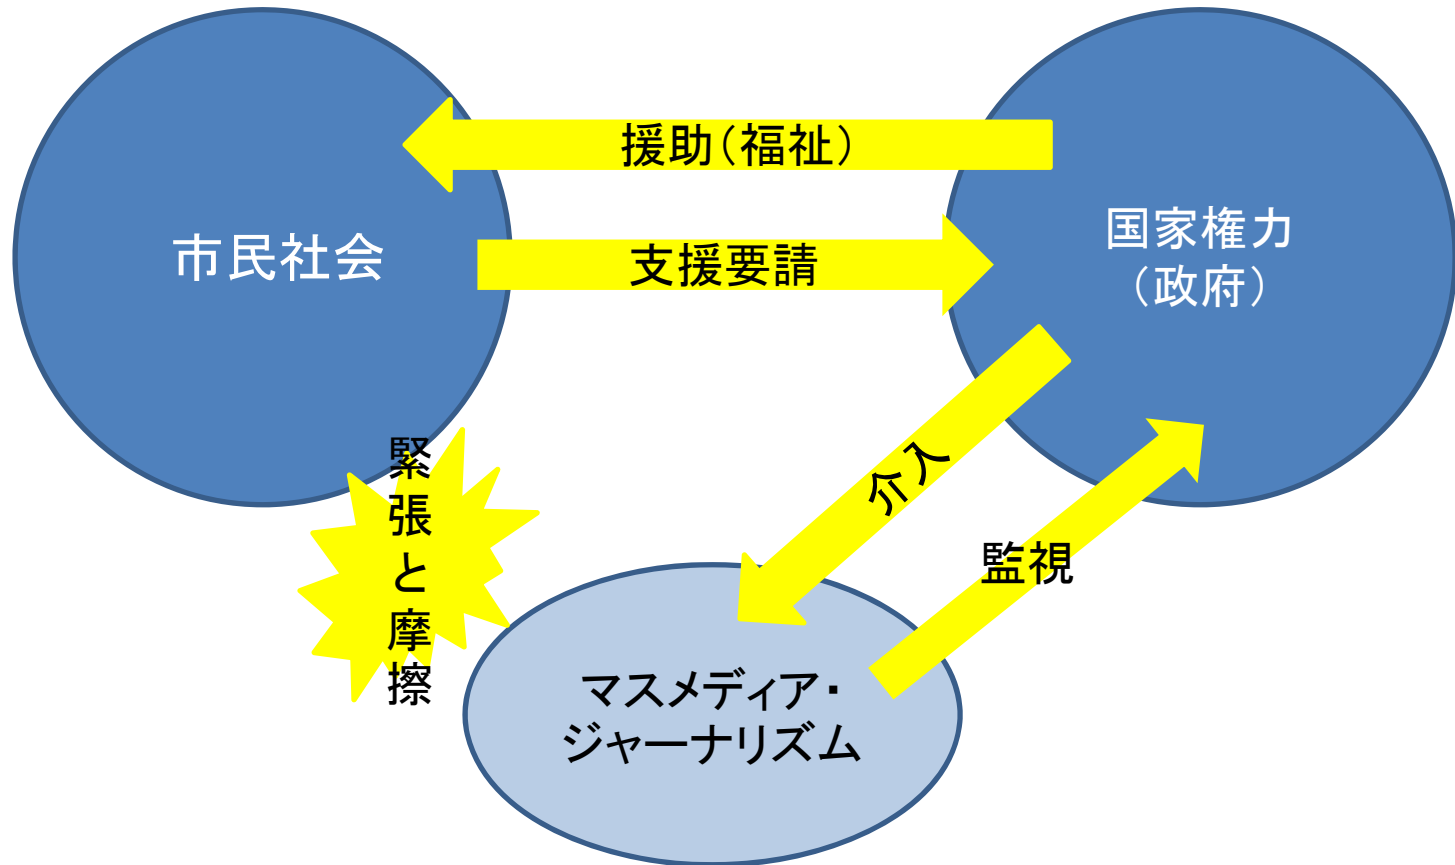 援助（福祉）
市民社会
支援要請
国家権力
（政府）
緊張と摩擦
介入
監視
マスメディア・
ジャーナリズム